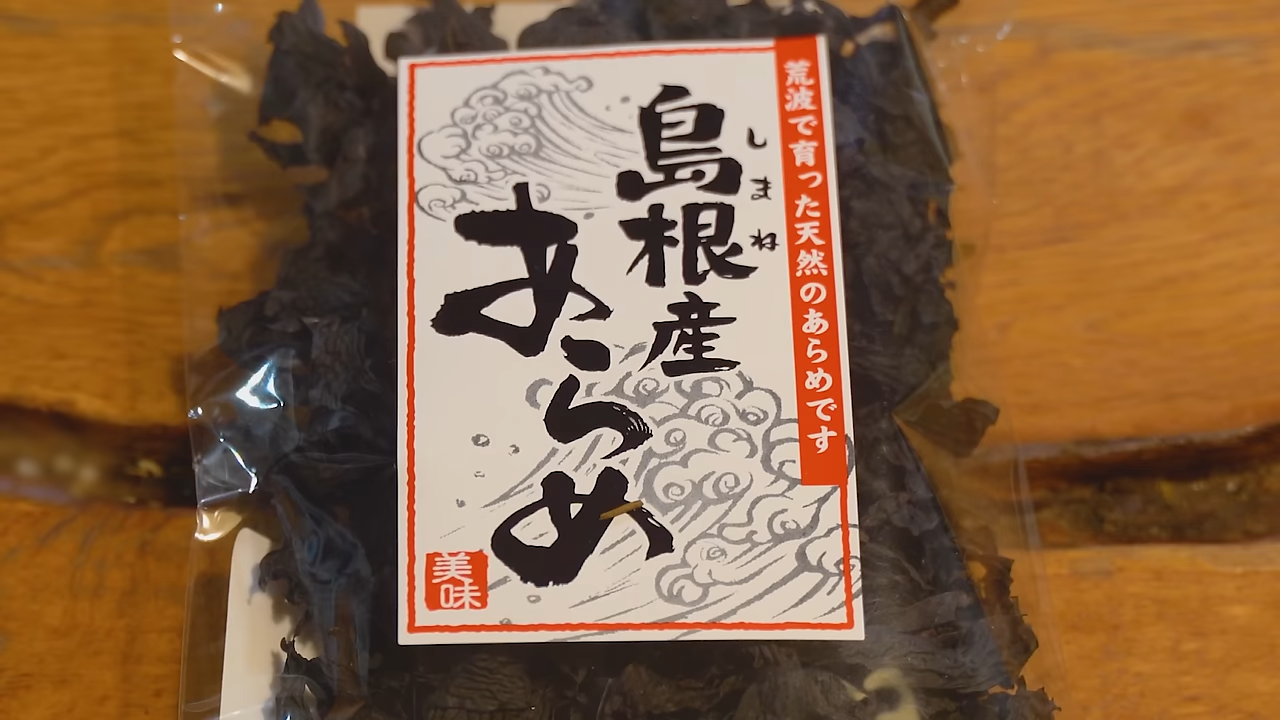 荒波で育った天然のあらめです
島根産
しまね
あらめ
美味